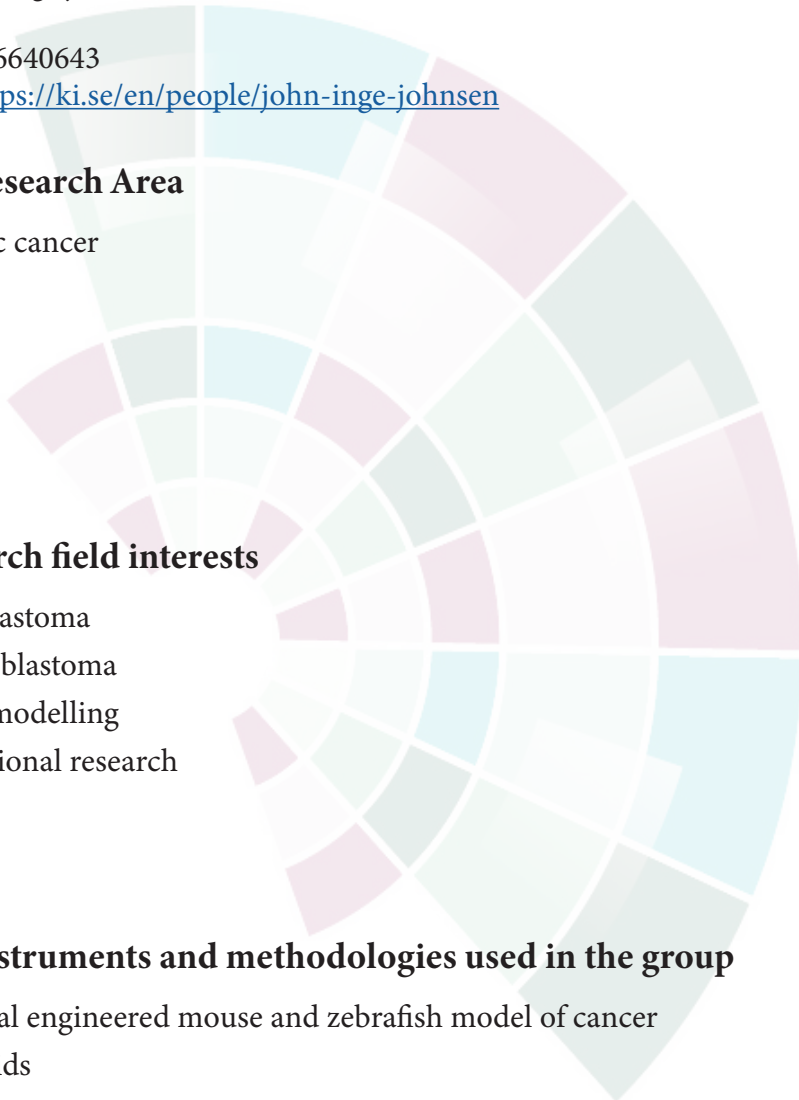 6640643
ps://ki.se/en/people/john-inge-johnsen
esearch Area
c cancer
rch field interests
astoma
blastoma
modelling
ional research
struments and methodologies used in the group
al engineered mouse and zebrafish model of cancer
ds